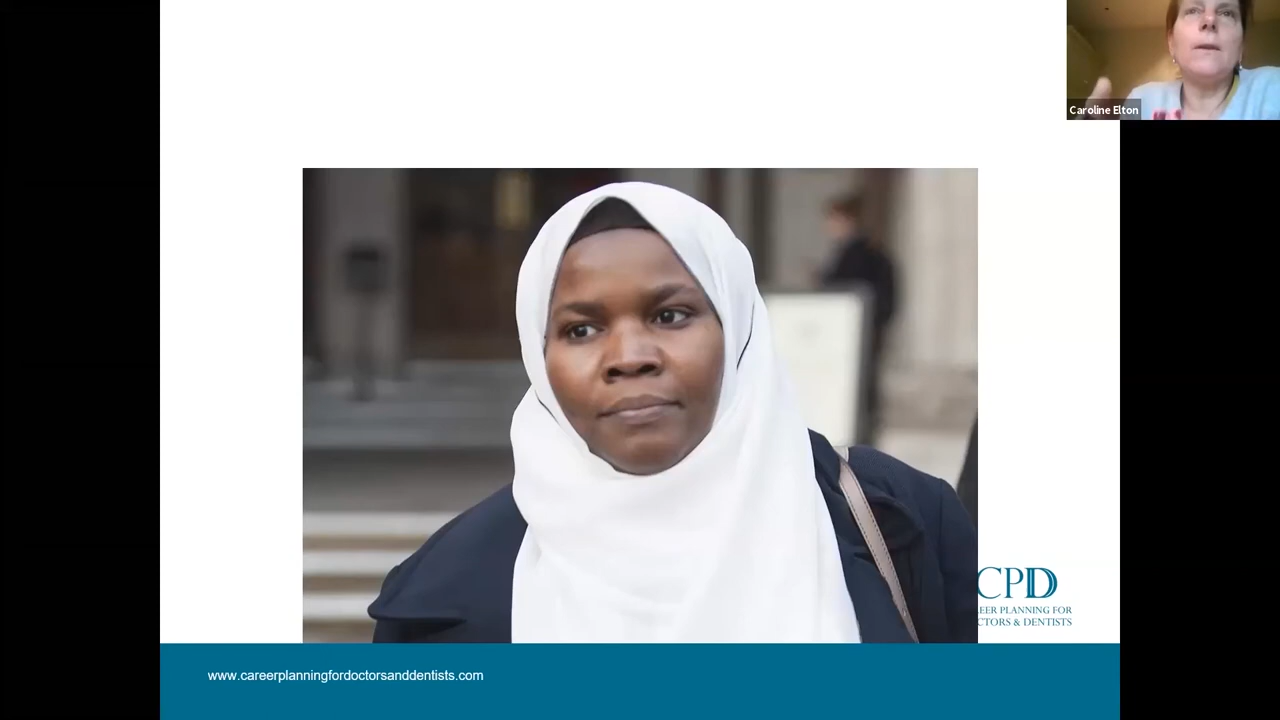 Caroline Elton
CPD
EER PLANNING FOR
CTORS & DENTISTS
www.careerplanningfordoctorsanddentists.com